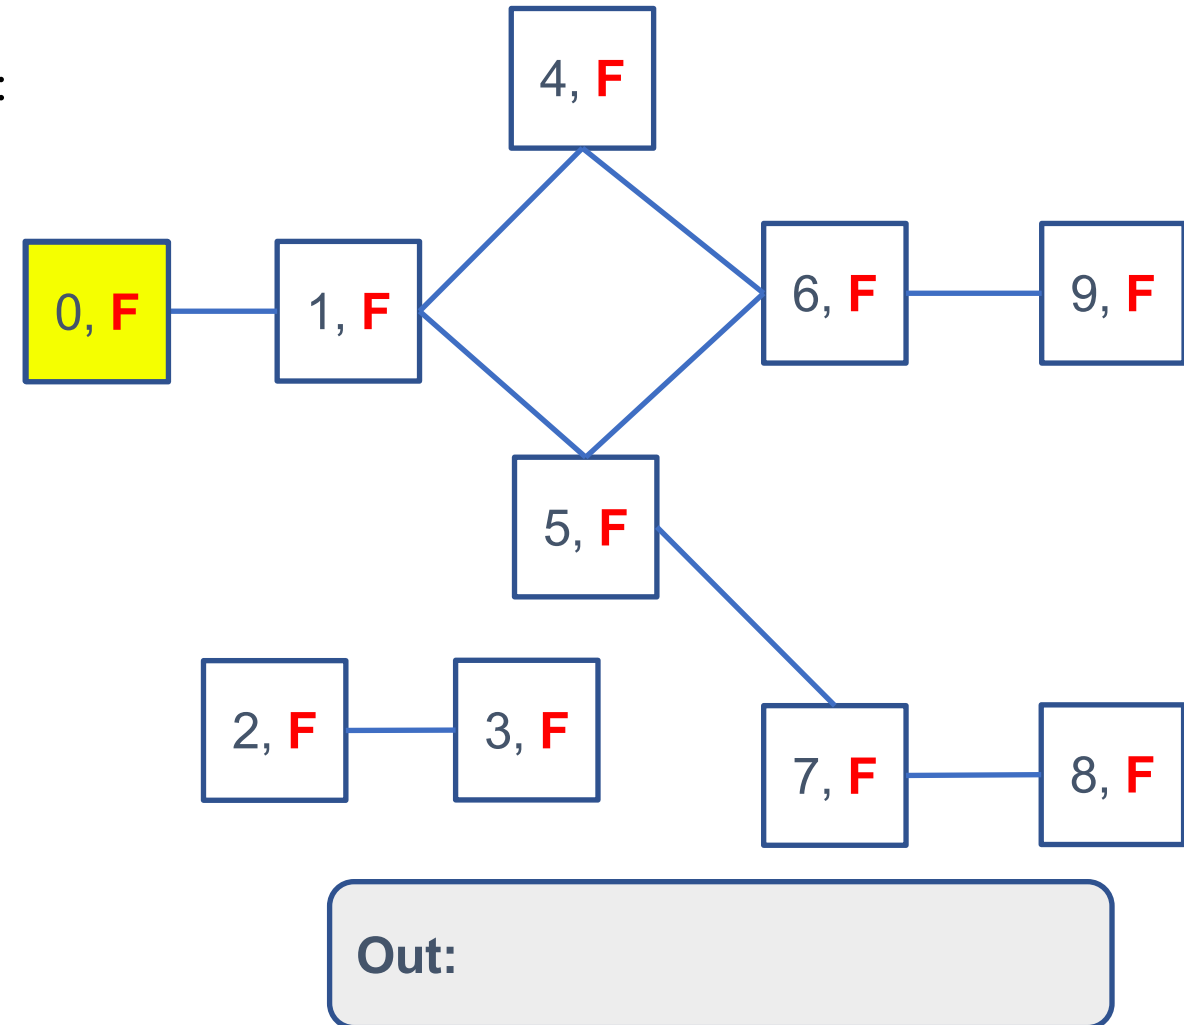 :
4, F
0, F
1, F
6, F
9, F
5, F
2, F
3, F
7, F
8, F
Out: